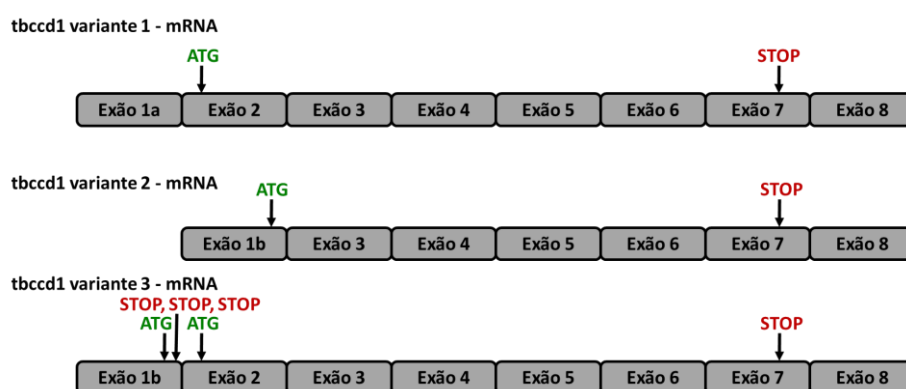 tbccd1 variante 1 - mRNA
ATG STOP
Exão 1a Exão 2 Exão 3 Exão 4 Exão 5 Exão 6 Exão 7 Exão 8
tbccd1 variante 2 - mRNA
ATG STOP
Exão 1b Exão 3 Exão 4 Exão 5 Exão 6 Exão 7 Exão 8
tbccd1 variante 3 - mRNA
STOP, STOP, STOP
ATG ATG STOP
Exão 1b Exão 2 Exão 3 Exão 4 Exão 5 Exão 6 Exão 7 Exão 8